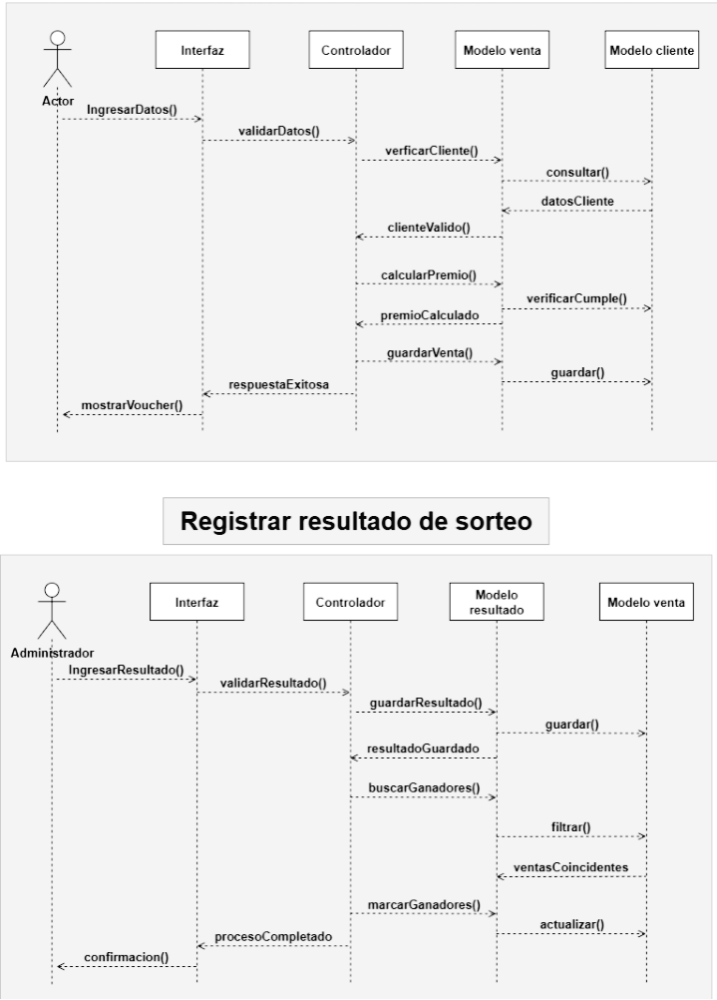 Interfaz
Controlador
Modelo venta
Modelo cliente
Actor
IngresarDatos()
validarDatos()
verficarCliente()
consultar()
datosCliente
clienteValido()
calcularPremio()
verificarCumple()
premioCalculado
guardarVenta()
guardar()
respuestaExitosa
mostrarVoucher()
Registrar resultado de sorteo
Interfaz
Controlador
Modelo
resultado
Modelo venta
Administrador
IngresarResultado()
validarResultado()
guardarResultado()
guardar()
resultadoGuardado
buscarGanadores()
filtrar()
ventasCoincidentes
marcarGanadores()
actualizar()
procesoCompletado
confirmacion()